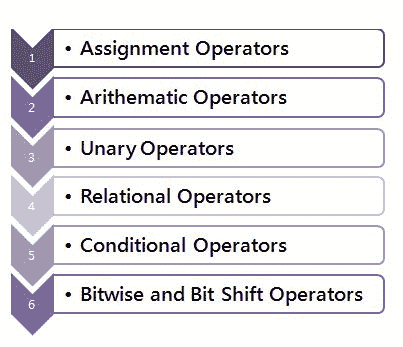 1 • Assignment Operators
2 • Arithematic Operators
3 • Unary Operators
4 • Relational Operators
5 • Conditional Operators
6 • Bitwise and Bit Shift Operators